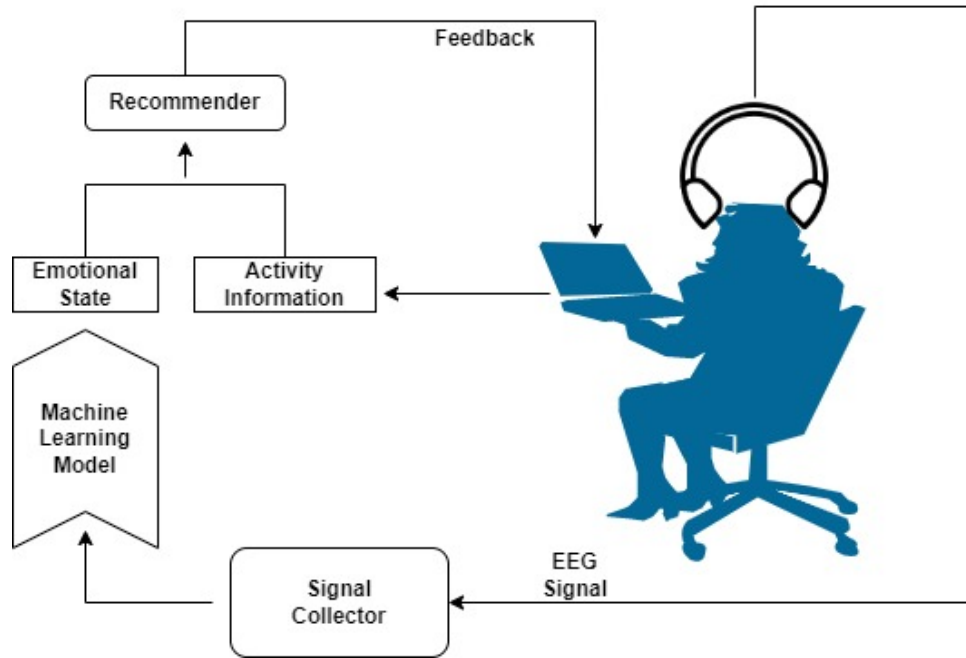 Feedback
Recommender
Emotional
State
Activity
Information
Machine
Learning
Model
EEG
Signal
Signal
Collector